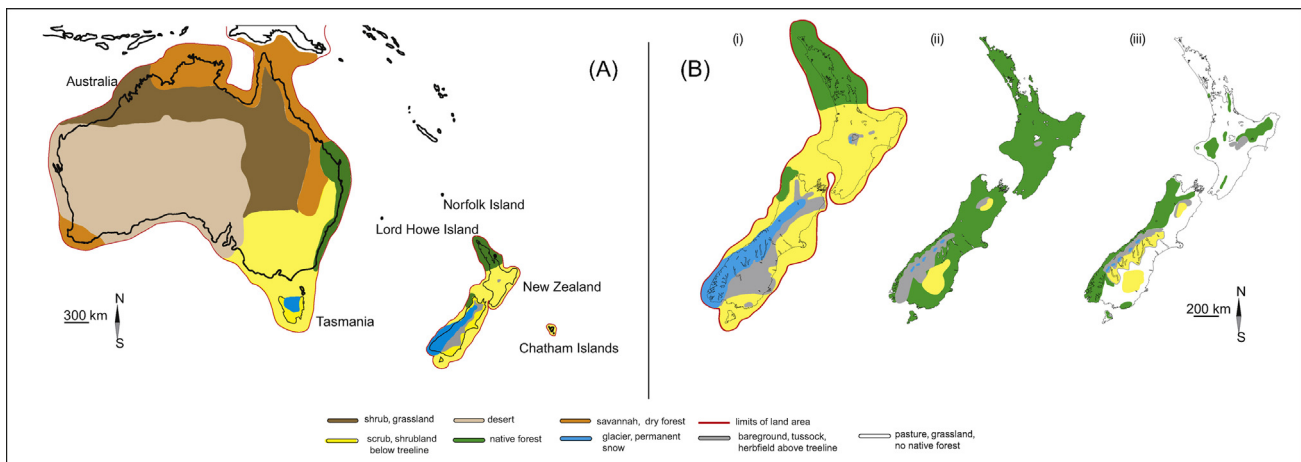 Australia
(A)
Norfolk Island
Lord Howe Island
New Zealand
Tasmania
Chatham Islands
300 km
N
S
(B)
(i)
(ii)
(iii)
N
200 km
S
shrub, grassland
desert
savannah, dry forest
limits of land area
scrub, shrubland
below treeline
native forest
glacier, permanent
snow
bareground, tussock,
herbfield above treeline
pasture, grassland,
no native forest